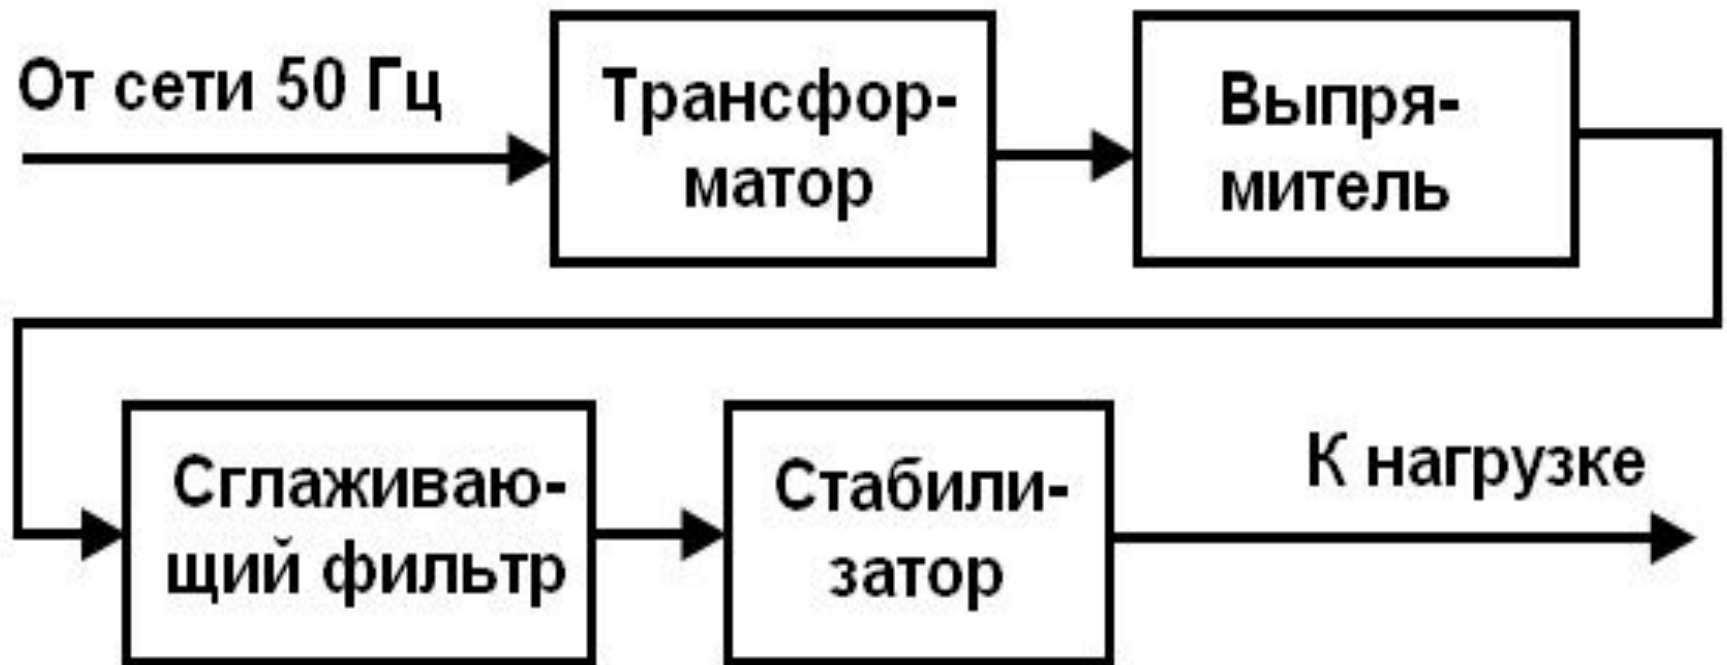 От сети 50 Гц
Трансфор-
матор
Выпря-
митель
Сглаживаю-
щий фильтр
Стабили-
затор
К нагрузке